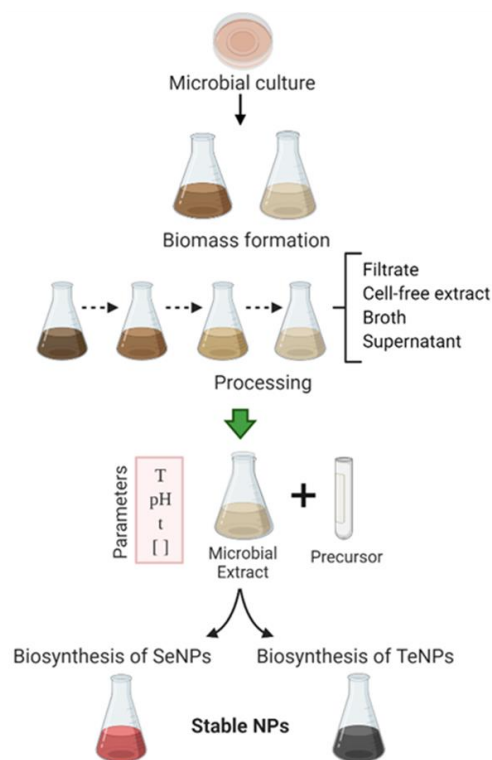 Microbial culture
Biomass formation
Filtrate
Cell-free extract
Broth
Supernatant
Processing
Parameters
T
pH
t
[ ]
+
Microbial
Extract
Precursor
Biosynthesis of SeNPs
Biosynthesis of TeNPs
Stable NPs